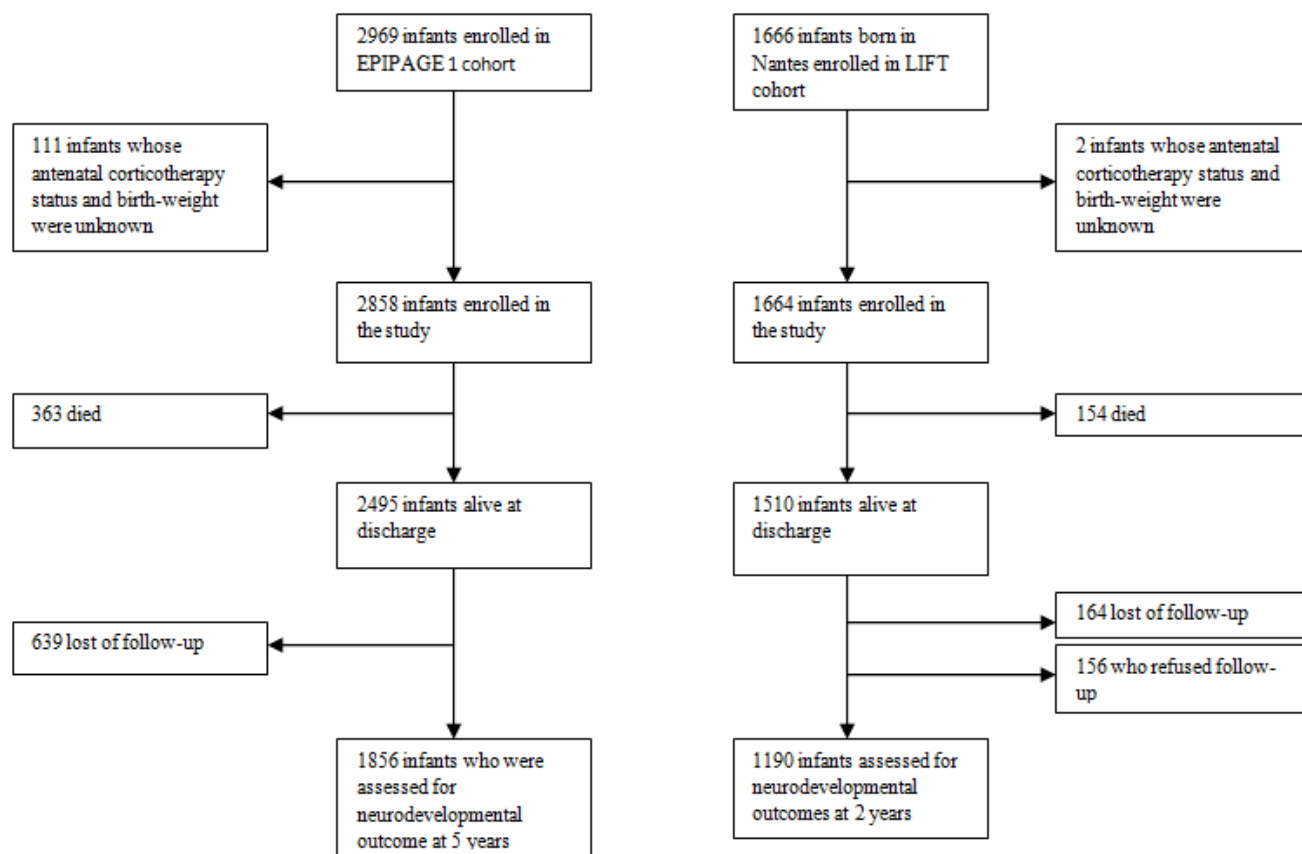 2969 infants enrolled in
EPIPAGE 1 cohort
111 infants whose
antenatal corticotherapy
status and birth-weight
were unknown
2858 infants enrolled in
the study
363 died
2495 infants alive at
discharge
639 lost of follow-up
1856 infants who were
assessed for
neurodevelopmental
outcome at 5 years
1666 infants born in
Nantes enrolled in LIFT
cohort
2 infants whose antenatal
corticotherapy status and
birth-weight were
unknown
1664 infants enrolled in
the study
154 died
1510 infants alive at
discharge
164 lost of follow-up
156 who refused follow-
up
1190 infants assessed for
neurodevelopmental
outcomes at 2 years